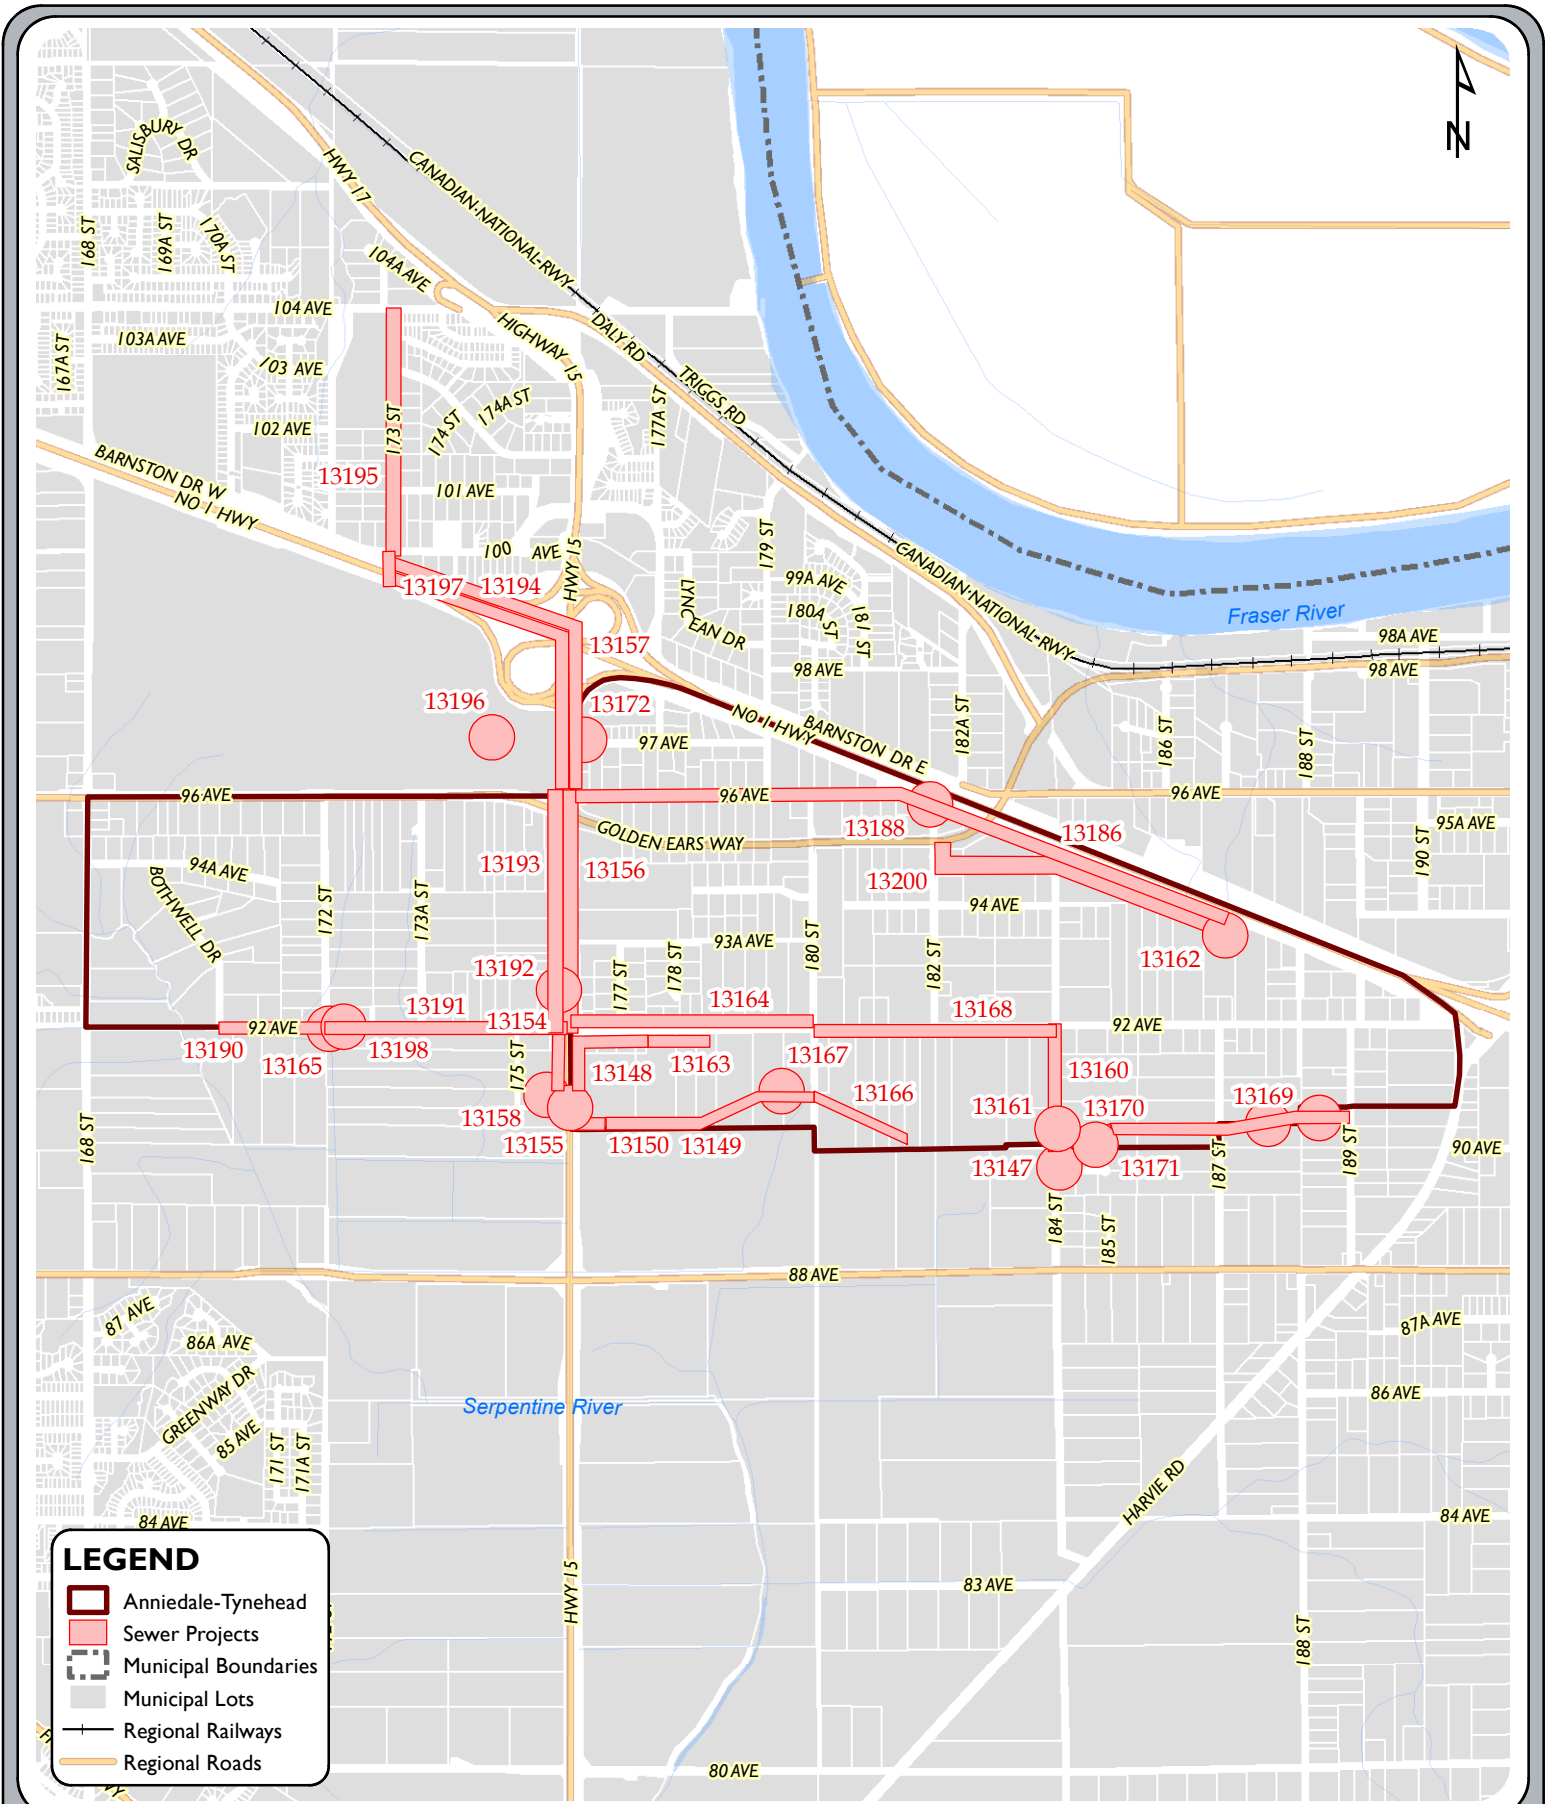 N
SALISBURY DR
HWY 17
CANADIAN-NATIONAL-RWY
168 ST
169A ST
170A ST
104A AVE
104 AVE
HIGHWAY 15
DALY RD
TRIGGS RD
103A AVE
167A ST
103 AVE
174A ST
177A ST
173 ST
174 ST
102 AVE
BARNSTON DR W
NO 1 HWY
13195
101 AVE
100 AVE
HWY 15
179 ST
CANADIAN-NATIONAL-RWY
99A AVE
180A ST
181 ST
LYNC
EAN DR
13197
13194
Fraser River
98A AVE
13157
98 AVE
98 AVE
13196
13172
NO 1 HWY
BARNSTON DR E
182A ST
186 ST
188 ST
97 AVE
96 AVE
96 AVE
96 AVE
GOLDEN EARS WAY
13188
13186
95A AVE
190 ST
94A AVE
BOTHWELL DR
172 ST
173A ST
13193
13156
13200
94 AVE
93A AVE
180 ST
182 ST
13162
13192
177 ST
178 ST
13191
13154
13164
13168
92 AVE
92 AVE
13190
13165
13198
175 ST
13148
13163
13167
13160
13166
13158
13161
13170
13169
13155
13150
13149
13147
13171
168 ST
187 ST
189 ST
90 AVE
184 ST
185 ST
88 AVE
87 AVE
86A AVE
87A AVE
GREENWAY DR
86 AVE
Serpentine River
85 AVE
171 ST
171A ST
HARVIE RD
84 AVE
84 AVE
HWY 15
83 AVE
188 ST
80 AVE
LEGEND
Anniedale-Tynehead
Sewer Projects
Municipal Boundaries
Municipal Lots
Regional Railways
Regional Roads